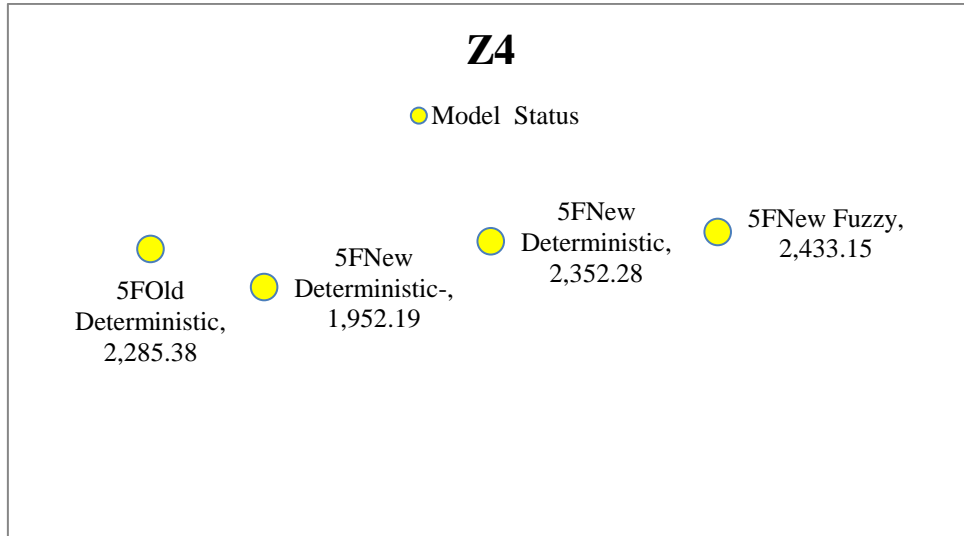 Z4
Model  Status
5FOld
Deterministic,
2,285.38
5FNew
Deterministic-,
1,952.19
5FNew
Deterministic,
2,352.28
5FNew Fuzzy,
2,433.15